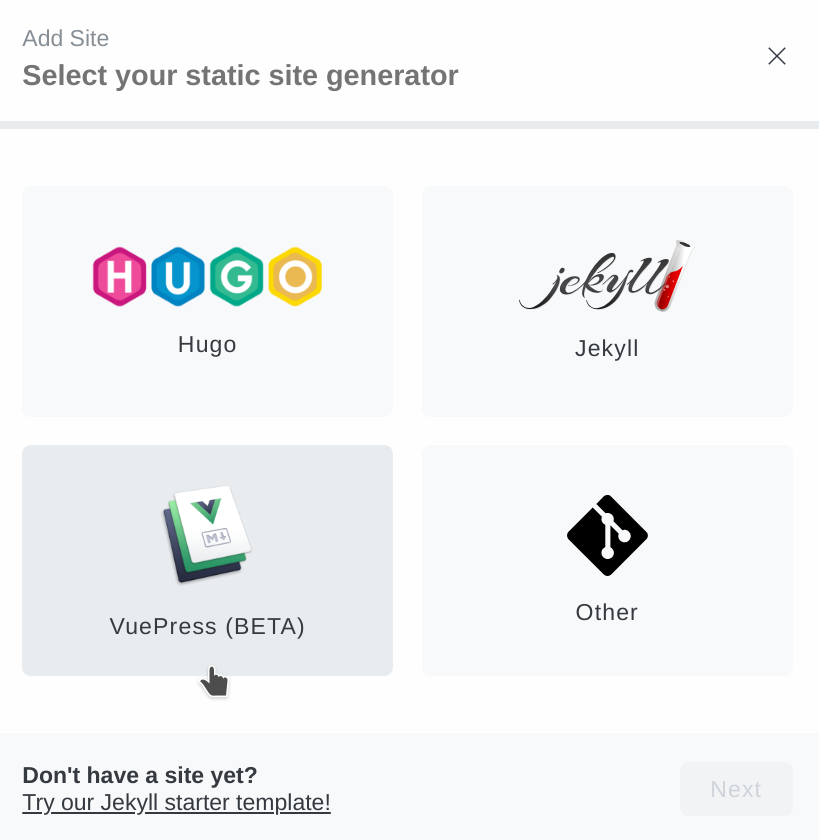 Add Site
Select your static site generator
HUGO
Hugo
jekyll
Jekyll
M
VuePress (BETA)
Other
Don't have a site yet?
Try our Jekyll starter template!
Next